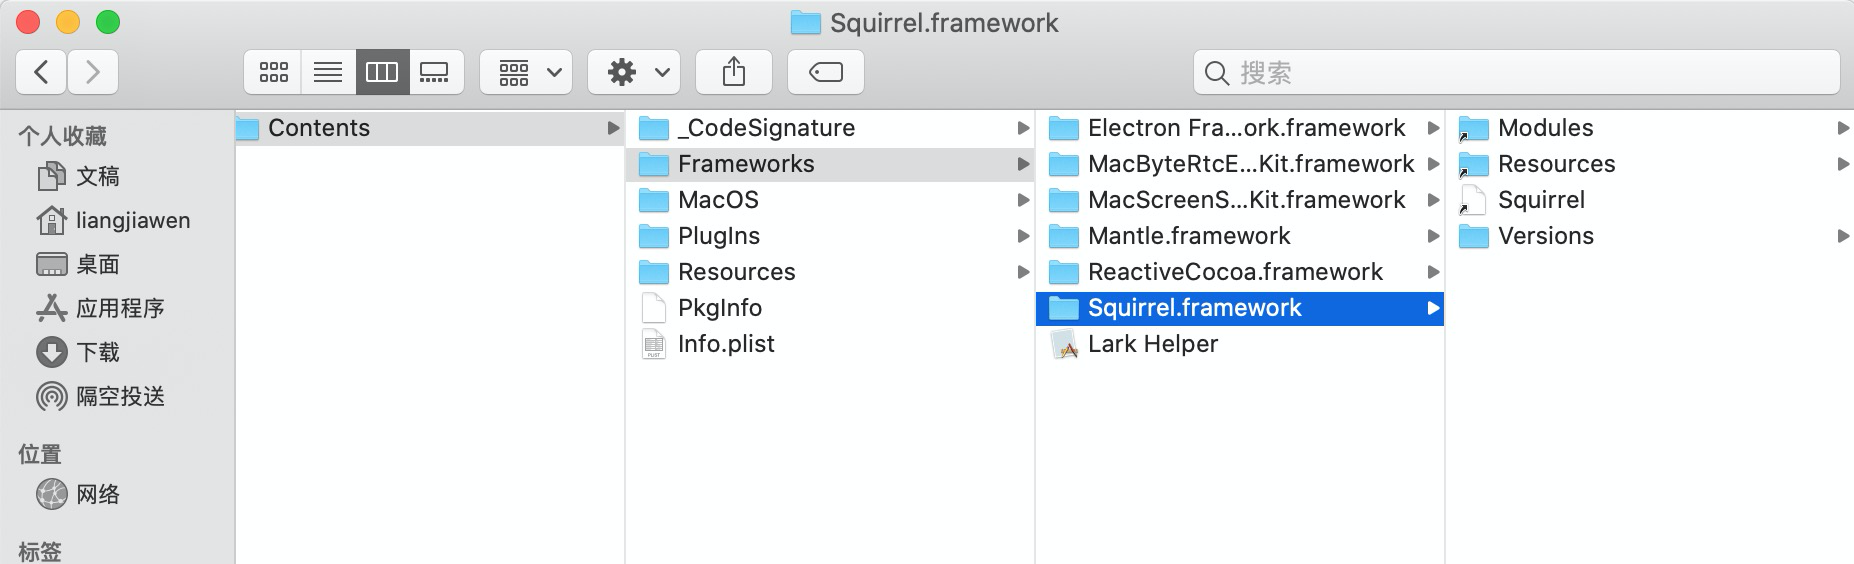 Squirrel.framework
搜索
个人收藏
文稿
liangjiawen
桌面
应用程序
下载
隔空投送
位置
网络
标签
Contents
_CodeSignature
Frameworks
MacOS
PlugIns
Resources
PkgInfo
Info.plist
Electron Fra...ork.framework
MacByteRtcE...Kit.framework
MacScreenS...Kit.framework
Mantle.framework
ReactiveCocoa.framework
Squirrel.framework
Lark Helper
Modules
Resources
Squirrel
Versions